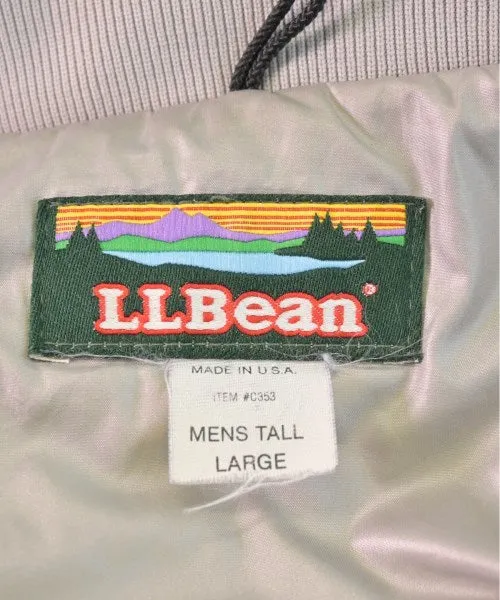 LLBean®
MADE IN U.S.A.
ITEM #C353
MENS TALL
LARGE